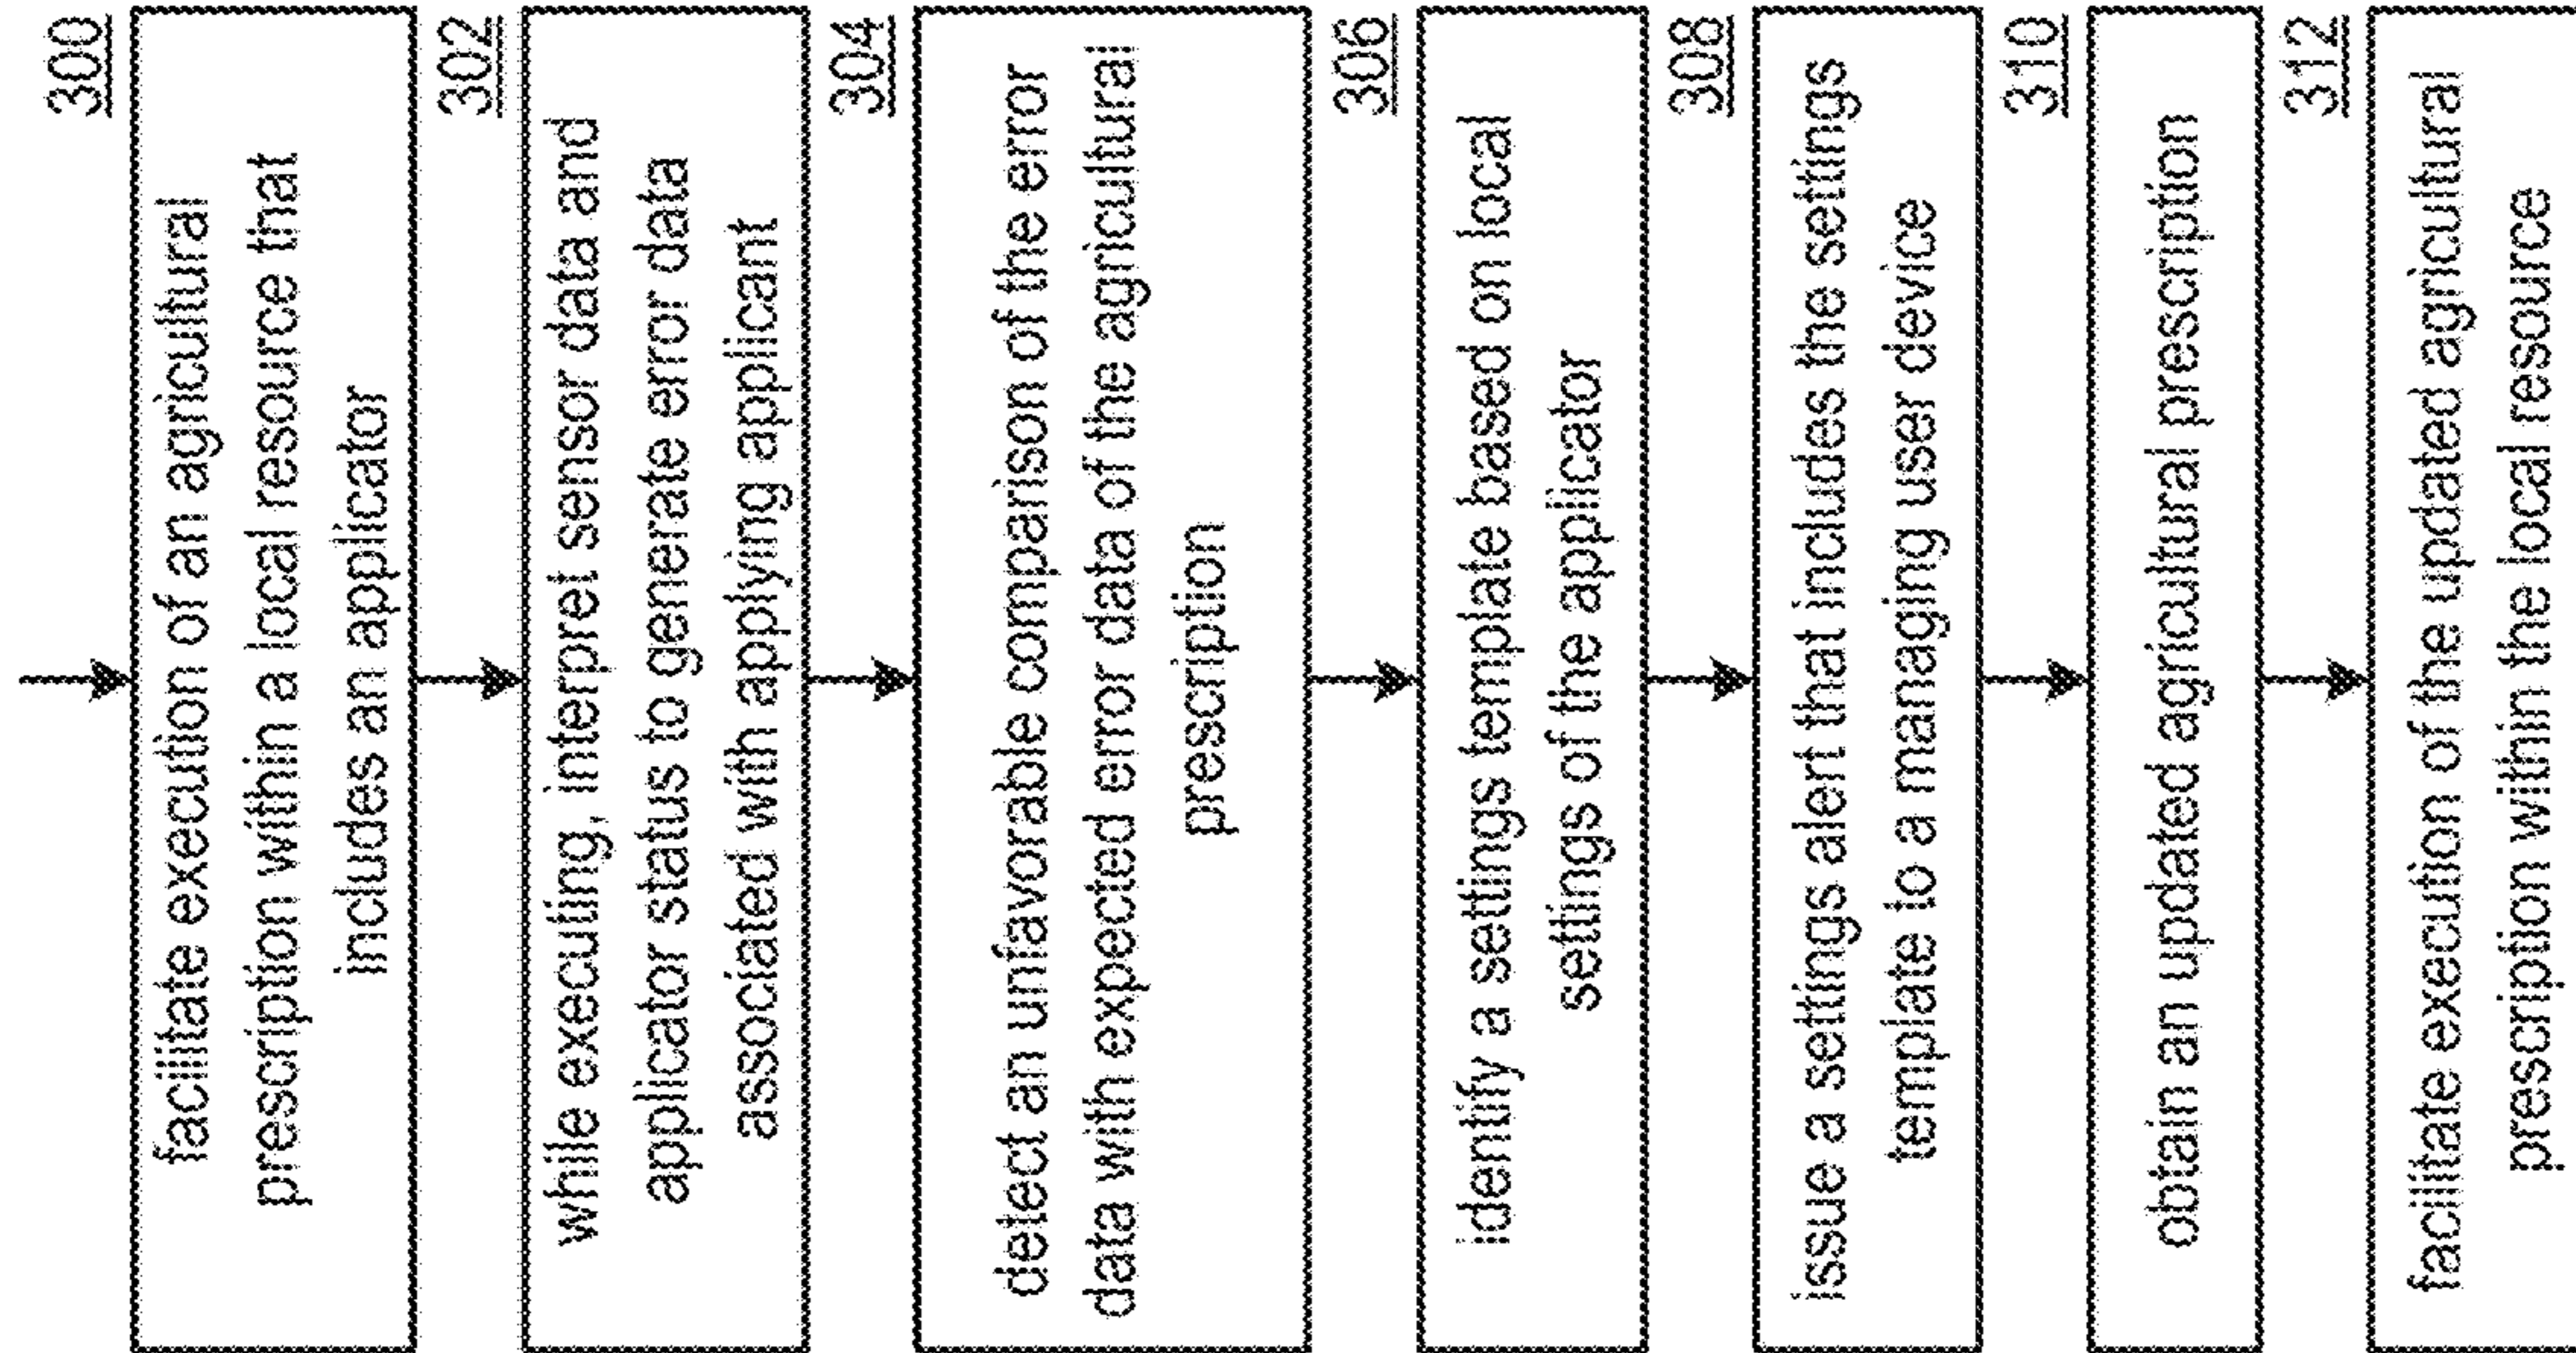 300
facilitate execution of an agricultural
prescription within a local resource that
includes an applicator
302
while executing, interpret sensor data and
applicator status to generate error data
associated with applying applicant
304
detect an unfavorable comparison of the error
data with expected error data of the agricultural
prescription
306
identify a settings template based on local
settings of the applicator
308
issue a settings alert that includes the settings
template to a managing user device
310
obtain an updated agricultural prescription
312
facilitate execution of the updated agricultural
prescription within the local resource